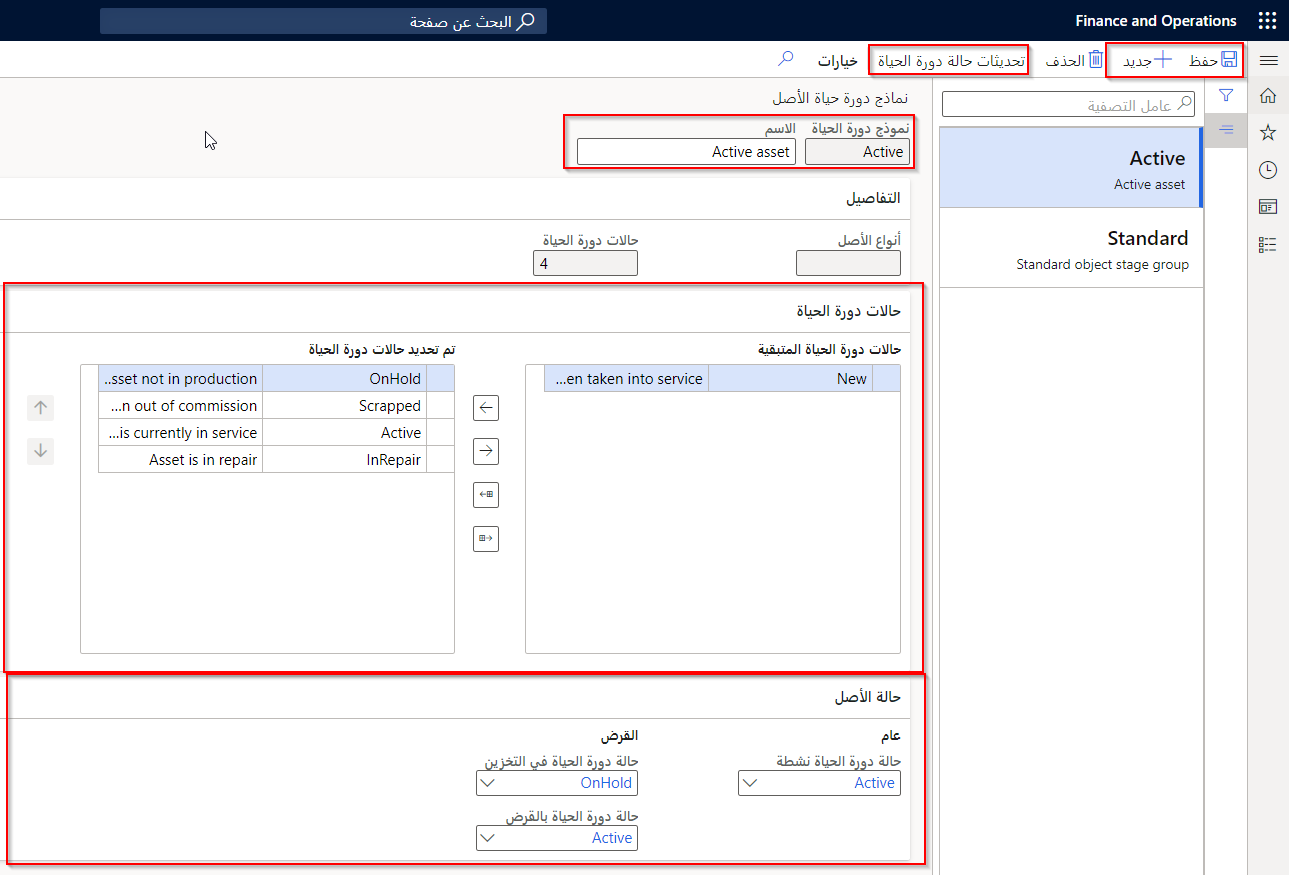 Finance and Operations
البحث عن صفحة
حفظ
جديد
الحذف
تحديثات حالة دورة الحياة
خيارات
عامل التصفية
Active
Active asset
Standard
Standard object stage group
نماذج دورة حياة الأصل
نموذج دورة الحياة
الاسم
Active
Active asset
التفاصيل
أنواع الأصل
حالات دورة الحياة
4
حالات دورة الحياة
حالات دورة الحياة المتبقية
New
...en taken into service
تم تحديد حالات دورة الحياة
OnHold
..sset not in production
Scrapped
...n out of commission
Active
...is currently in service
InRepair
Asset is in repair
حالة الأصل
عام
القرض
حالة دورة الحياة نشطة
حالة دورة الحياة في التخزين
Active
OnHold
حالة دورة الحياة بالقرض
Active